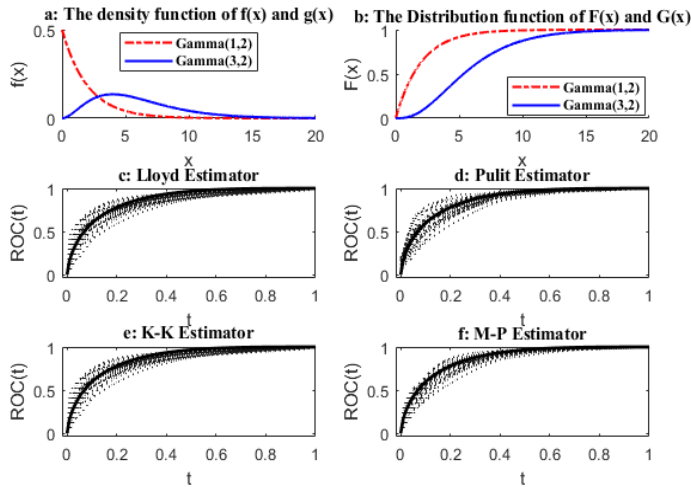 a: The density function of f(x) and g(x)
0.5
0
f(x)
Gamma(1,2)
Gamma(3,2)
0 5 10 15 20
x
b: The Distribution function of F(x) and G(x)
1
0.5
0
F(x)
Gamma(1,2)
Gamma(3,2)
0 5 10 15 20
x
c: Lloyd Estimator
1
0.5
0
ROC(t)
0 0.2 0.4 0.6 0.8 1
t
d: Pulit Estimator
1
0.5
0
ROC(t)
0 0.2 0.4 0.6 0.8 1
t
e: K-K Estimator
1
0.5
0
ROC(t)
0 0.2 0.4 0.6 0.8 1
t
f: M-P Estimator
1
0.5
0
ROC(t)
0 0.2 0.4 0.6 0.8 1
t